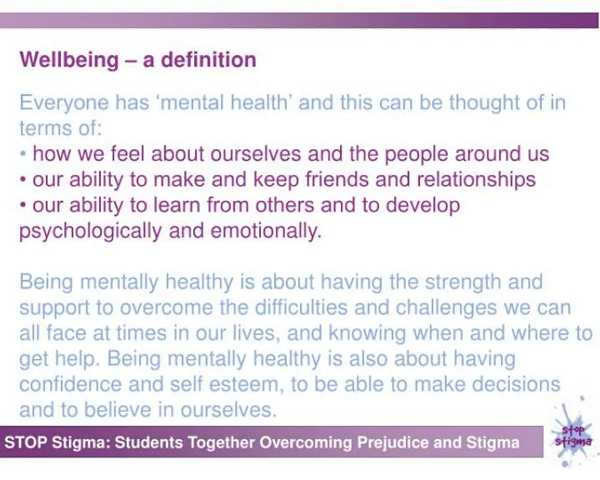 Wellbeing – a definition
Everyone has ‘mental health’ and this can be thought of in
terms of:
• how we feel about ourselves and the people around us
• our ability to make and keep friends and relationships
• our ability to learn from others and to develop
psychologically and emotionally.
Being mentally healthy is about having the strength and
support to overcome the difficulties and challenges we can
all face at times in our lives, and knowing when and where to
get help. Being mentally healthy is also about having
confidence and self esteem, to be able to make decisions
and to believe in ourselves.
STOP Stigma: Students Together Overcoming Prejudice and Stigma
stop
stigma